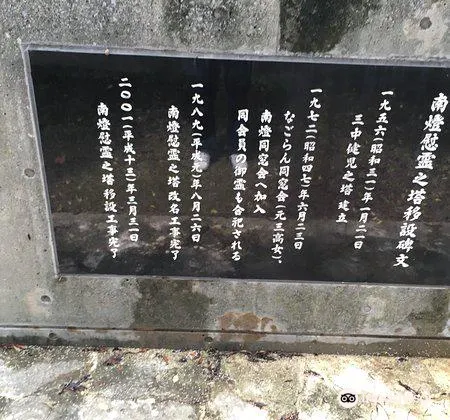 南燈慰霊之塔移設碑文
一九五六(昭和三一)年一月二一日
三中健児之塔 建立
一九七二(昭和四七)年六月二三日
なごらん同窓会(元三高女)、
南燈同窓会へ加入
同会員の御霊も合祀される
一九八九(平成元)年八月二六日
南燈慰霊之塔改名工事完了
二〇〇一(平成十三)年三月三一日
南燈慰霊之塔移設工事完了